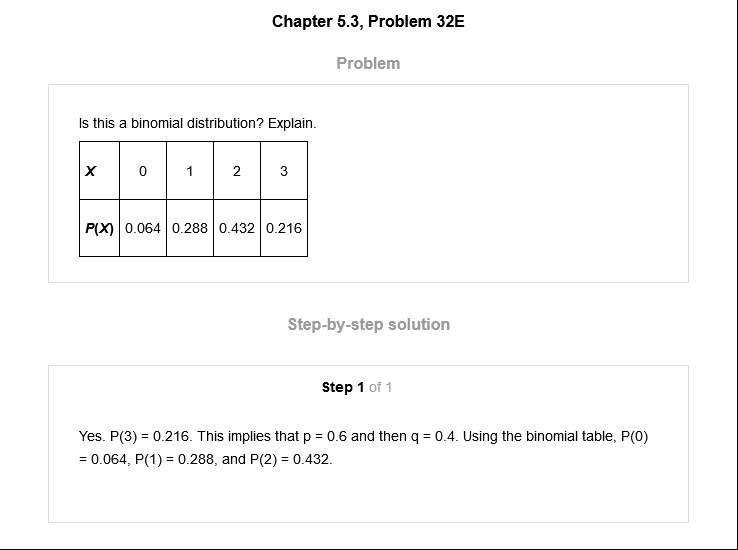 Chapter 5.3, Problem 32E
Problem
Is this a binomial distribution? Explain.
X 0 1 2 3
P(X) 0.064 0.288 0.432 0.216
Step-by-step solution
Step 1 of 1
Yes. P(3) = 0.216. This implies that p = 0.6 and then q = 0.4. Using the binomial table, P(0)
= 0.064, P(1) = 0.288, and P(2) = 0.432.